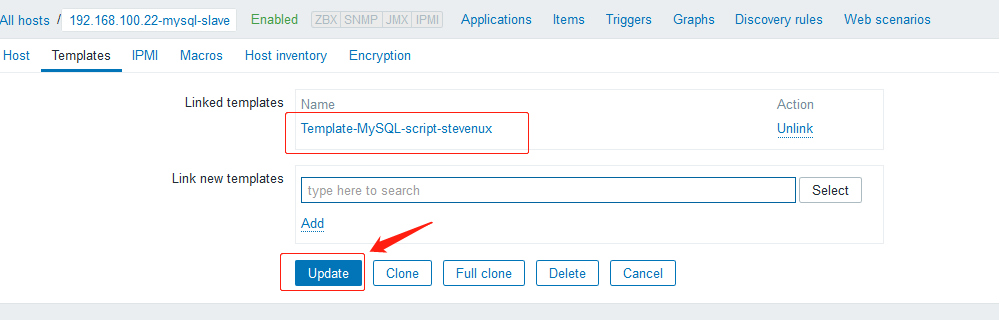 All hosts / 192.168.100.22-mysql-slave Enabled ZBX SNMP JMX IPMI Applications Items Triggers Graphs Discovery rules Web scenarios
Host Templates IPMI Macros Host inventory Encryption
Linked templates Name Action
Template-MySQL-script-stevenux Unlink
Link new templates type here to search Select
Add
Update Clone Full clone Delete Cancel